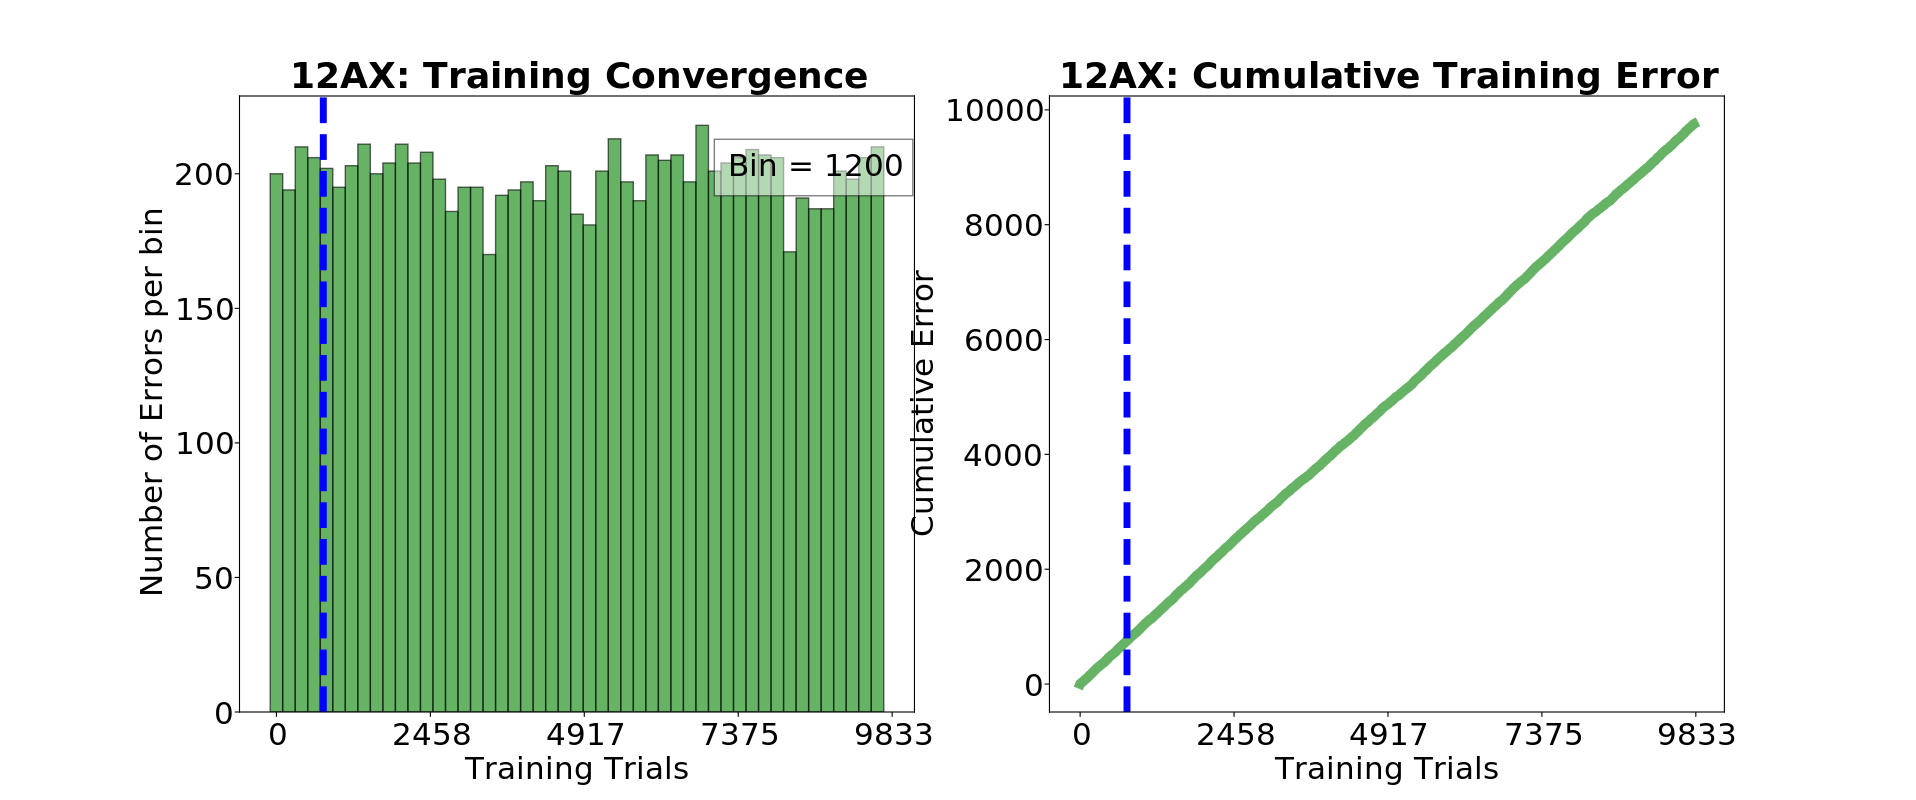 12AX: Training Convergence
Number of Errors per bin
200
150
100
50
0
Bin = 1200
0 2458 4917 7375 9833
Training Trials
12AX: Cumulative Training Error
Cumulative Error
10000
8000
6000
4000
2000
0
0 2458 4917 7375 9833
Training Trials